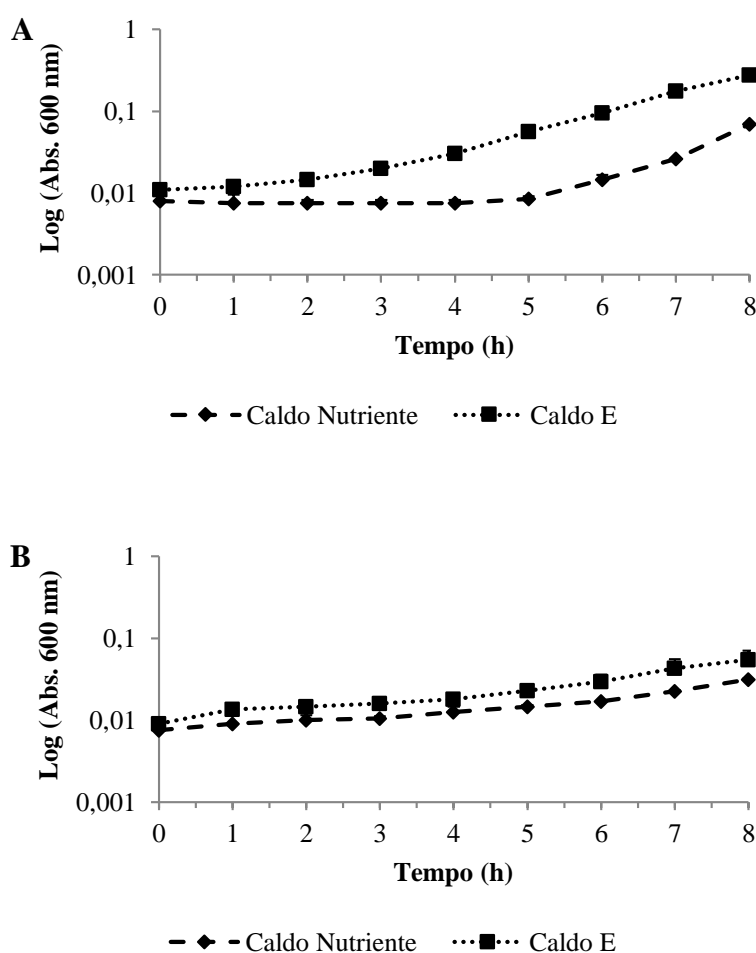 A
Log (Abs. 600 nm)
1
0,1
0,01
0,001
0 1 2 3 4 5 6 7 8
Tempo (h)
Caldo Nutriente Caldo E
B
Log (Abs. 600 nm)
1
0,1
0,01
0,001
0 1 2 3 4 5 6 7 8
Tempo (h)
Caldo Nutriente Caldo E